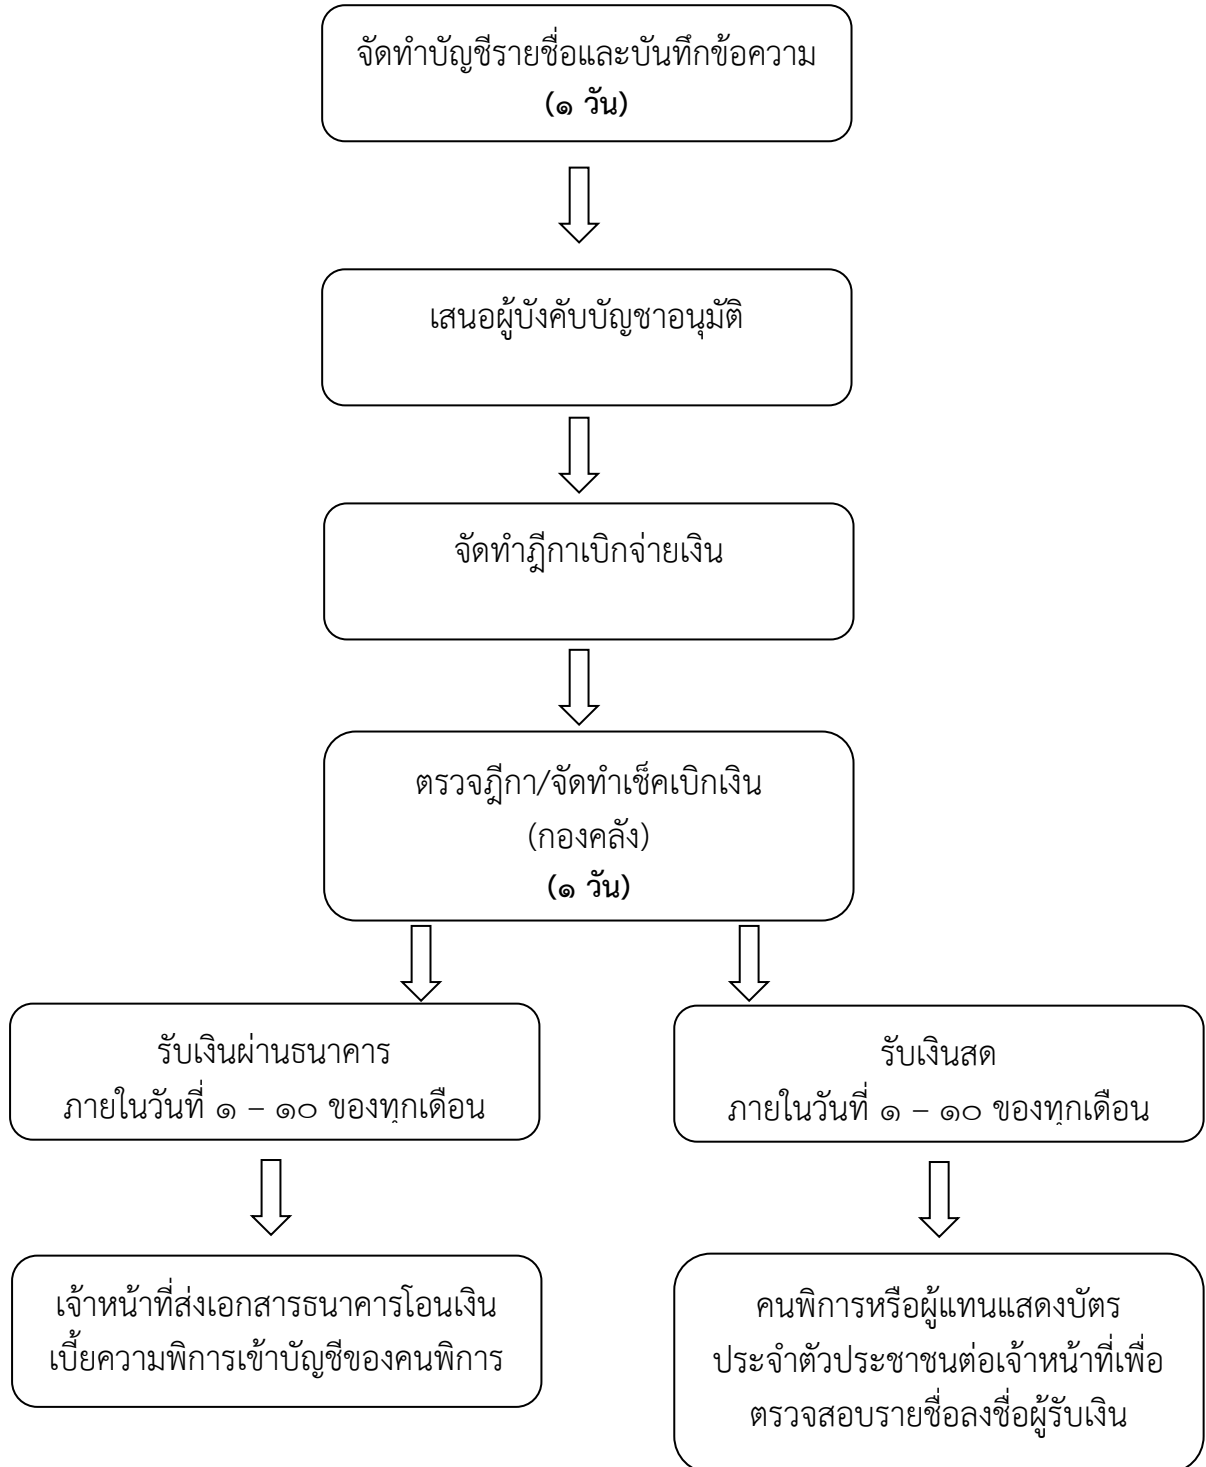 จัดทำบัญชีรายชื่อและบันทึกข้อความ
(๑ วัน)
เสนอผู้บังคับบัญชาอนุมัติ
จัดทำฎีกาเบิกจ่ายเงิน
ตรวจฎีกา/จัดทำเช็คเบิกเงิน
(กองคลัง)
(๑ วัน)
รับเงินผ่านธนาคาร
ภายในวันที่ ๑ – ๑๐ ของทุกเดือน
รับเงินสด
ภายในวันที่ ๑ – ๑๐ ของทุกเดือน
เจ้าหน้าที่ส่งเอกสารธนาคารโอนเงิน
เบี้ยความพิการเข้าบัญชีของคนพิการ
คนพิการหรือผู้แทนแสดงบัตร
ประจำตัวประชาชนต่อเจ้าหน้าที่เพื่อ
ตรวจสอบรายชื่อลงชื่อผู้รับเงิน